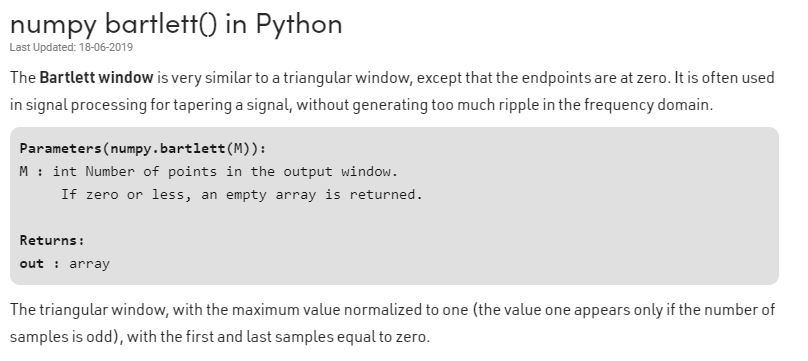 numpy bartlett() in Python
Last Updated: 18-06-2019
The Bartlett window is very similar to a triangular window, except that the endpoints are at zero. It is often used
in signal processing for tapering a signal, without generating too much ripple in the frequency domain.
Parameters(numpy.bartlett(M)):
M : int Number of points in the output window.
If zero or less, an empty array is returned.
Returns:
out : array
The triangular window, with the maximum value normalized to one (the value one appears only if the number of
samples is odd), with the first and last samples equal to zero.